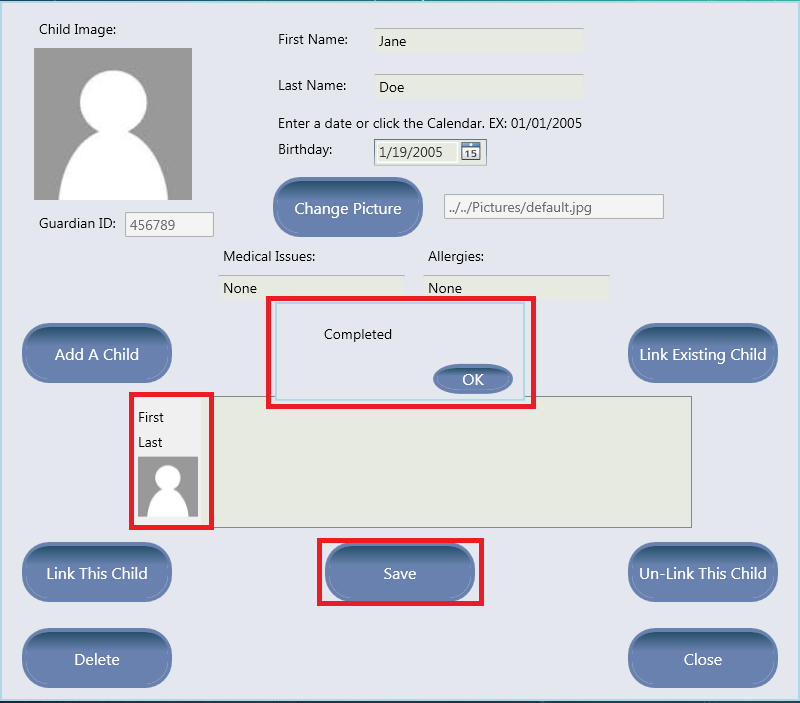 Child Image:
First Name: Jane
Last Name: Doe
Enter a date or click the Calendar. EX: 01/01/2005
Birthday: 1/19/2005 15
Change Picture ../../Pictures/default.jpg
Guardian ID: 456789
Medical Issues: Allergies:
None None
Completed
Add A Child Link Existing Child
OK
First
Last
Link This Child Save Un-Link This Child
Delete Close